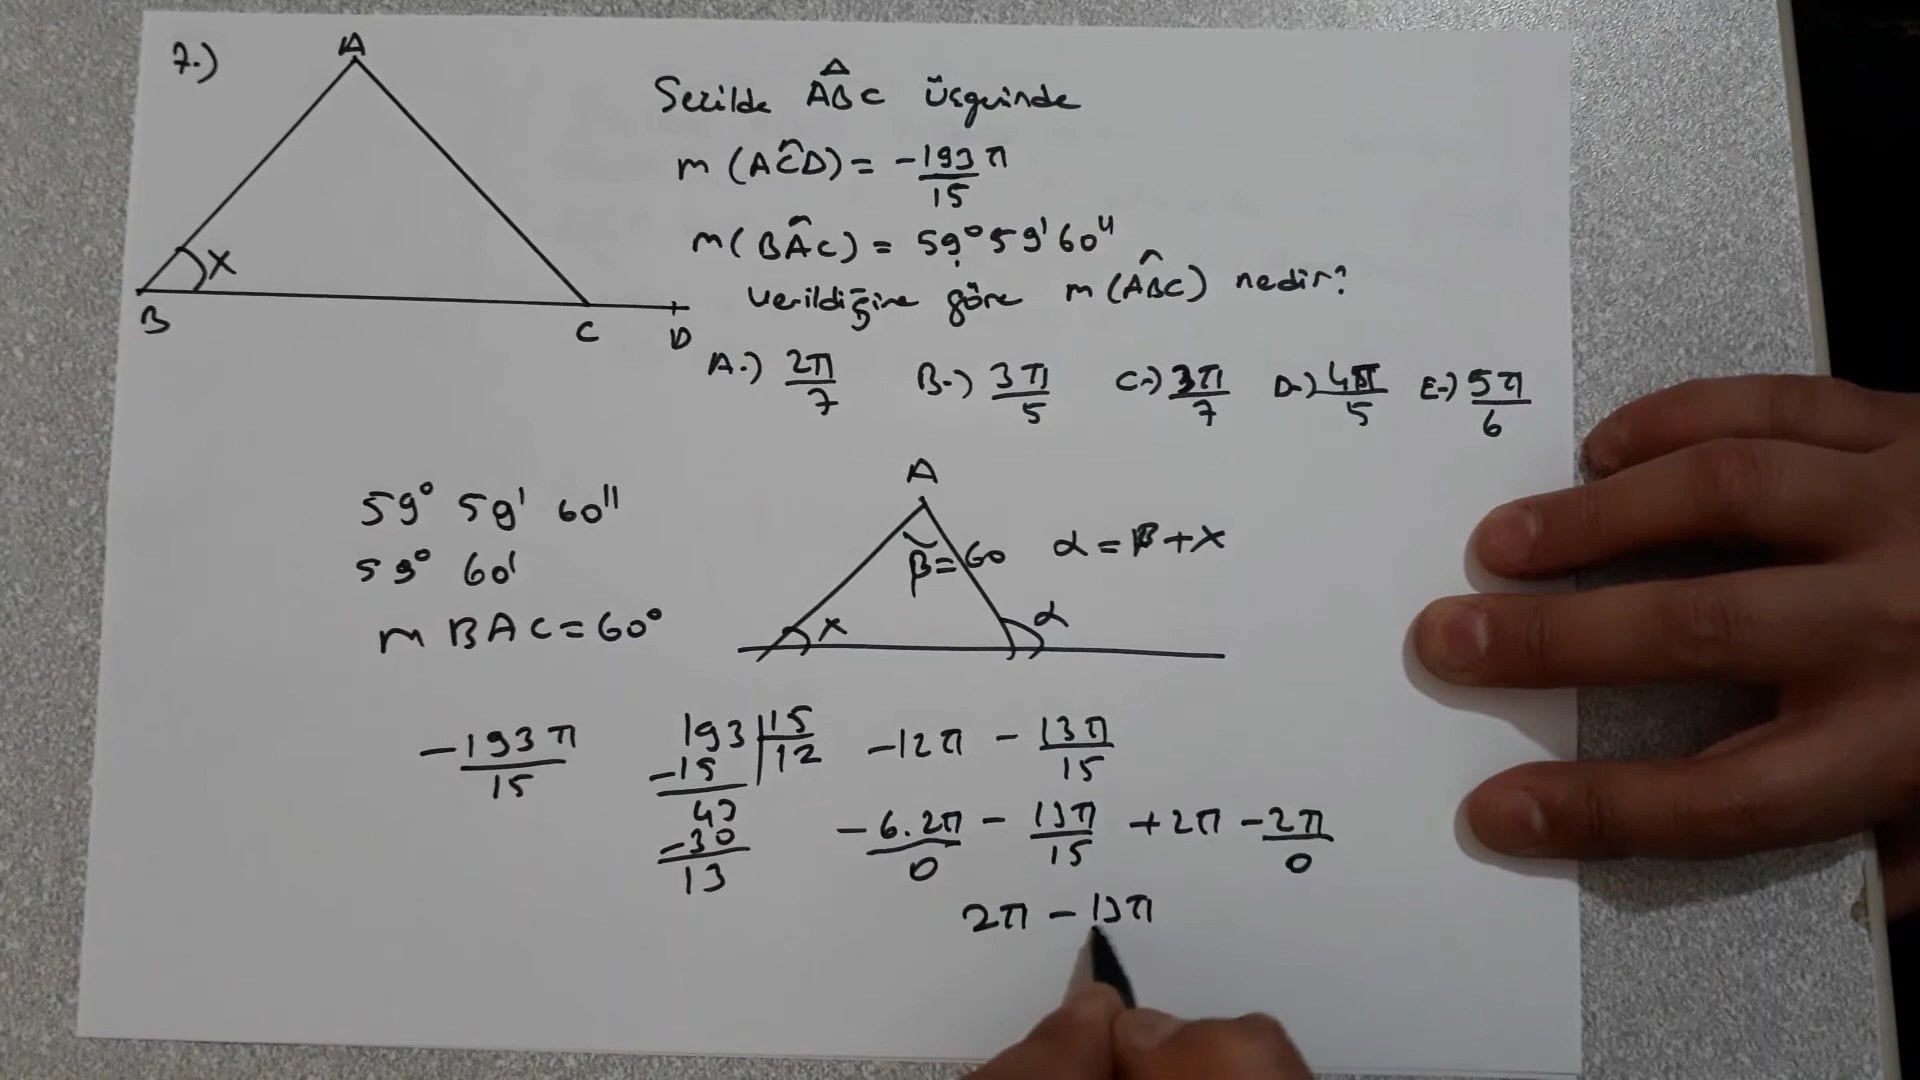 7.)
A
B
C
D
X
Şekilde ABC üçgeninde
m (ACD) = -193π/15
m(BAC) = 59° 59' 60"
verildiğine göre m(ABC) nedir?
A.) 2π/7 B.) 3π/5 C.) 3π/7 D.) 4π/5 E.) 5π/6
59° 59' 60"
59° 60'
m BAC = 60°
A
β = 60
α = β + X
X
α
-193π/15
193 | 15
-15 | 12
43
-30
13
-12π - 13π/15
-6.2π/0 - 13π/15 + 2π - 2π/0
2π - 13π